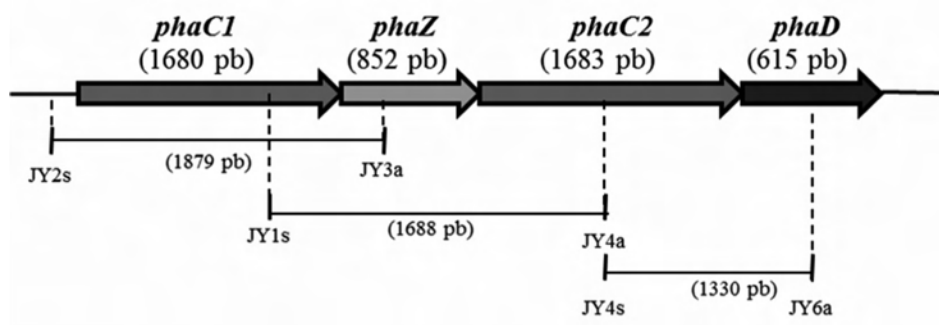 phaC1 phaZ phaC2 phaD
(1680 pb) (852 pb) (1683 pb) (615 pb)
(1879 pb)
JY2s JY3a
(1688 pb)
JY1s JY4a
(1330 pb)
JY4s JY6a